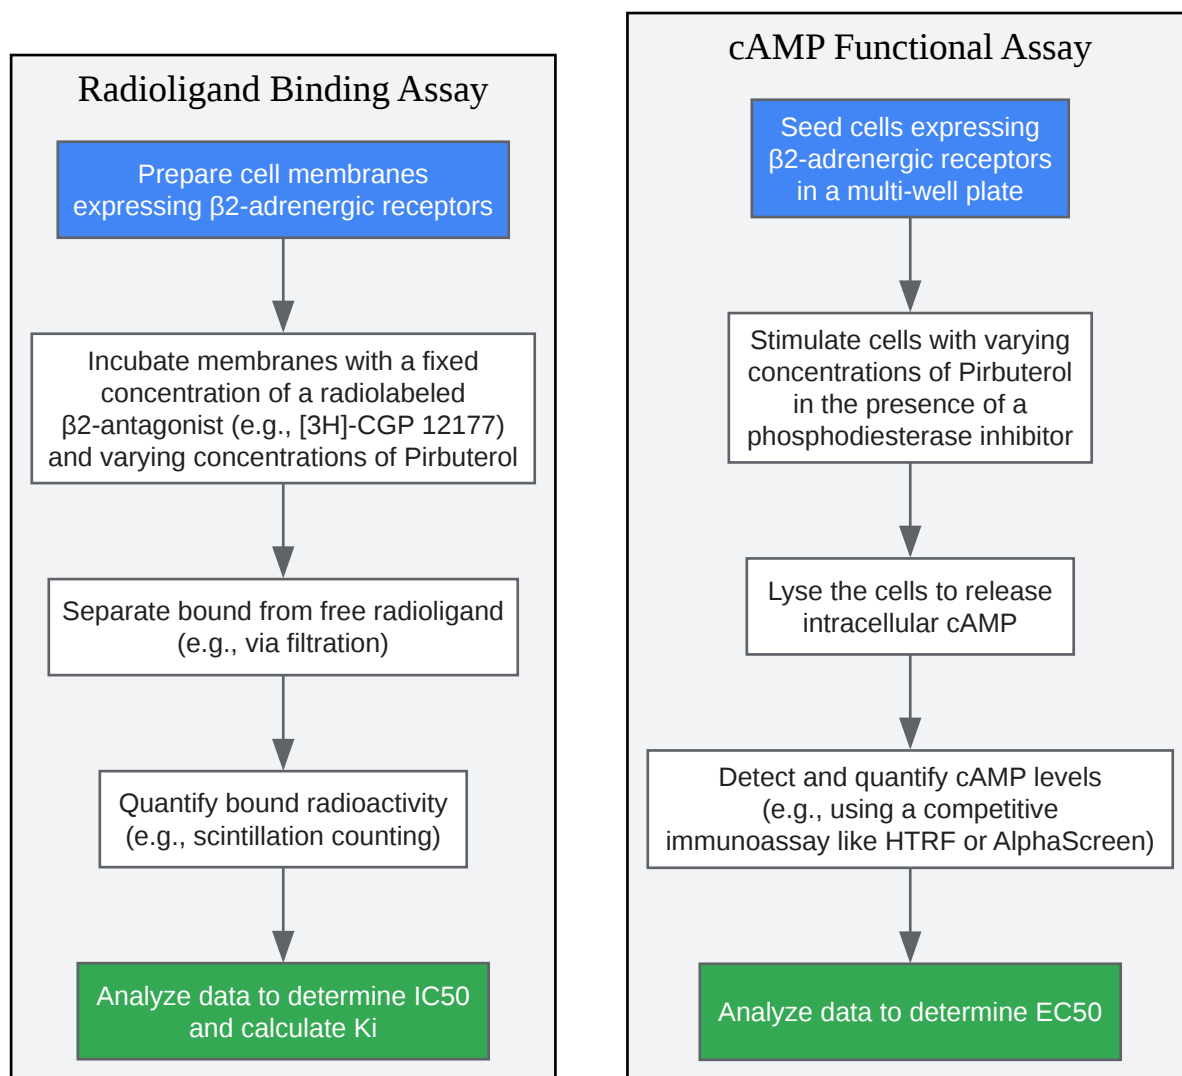 Radioligand Binding Assay
Prepare cell membranes
expressing β2-adrenergic receptors
Incubate membranes with a fixed
concentration of a radiolabeled
β2-antagonist (e.g., [3H]-CGP 12177)
and varying concentrations of Pirbuterol
Separate bound from free radioligand
(e.g., via filtration)
Quantify bound radioactivity
(e.g., scintillation counting)
Analyze data to determine IC50
and calculate Ki
cAMP Functional Assay
Seed cells expressing
β2-adrenergic receptors
in a multi-well plate
Stimulate cells with varying
concentrations of Pirbuterol
in the presence of a
phosphodiesterase inhibitor
Lyse the cells to release
intracellular cAMP
Detect and quantify cAMP levels
(e.g., using a competitive
immunoassay like HTRF or AlphaScreen)
Analyze data to determine EC50